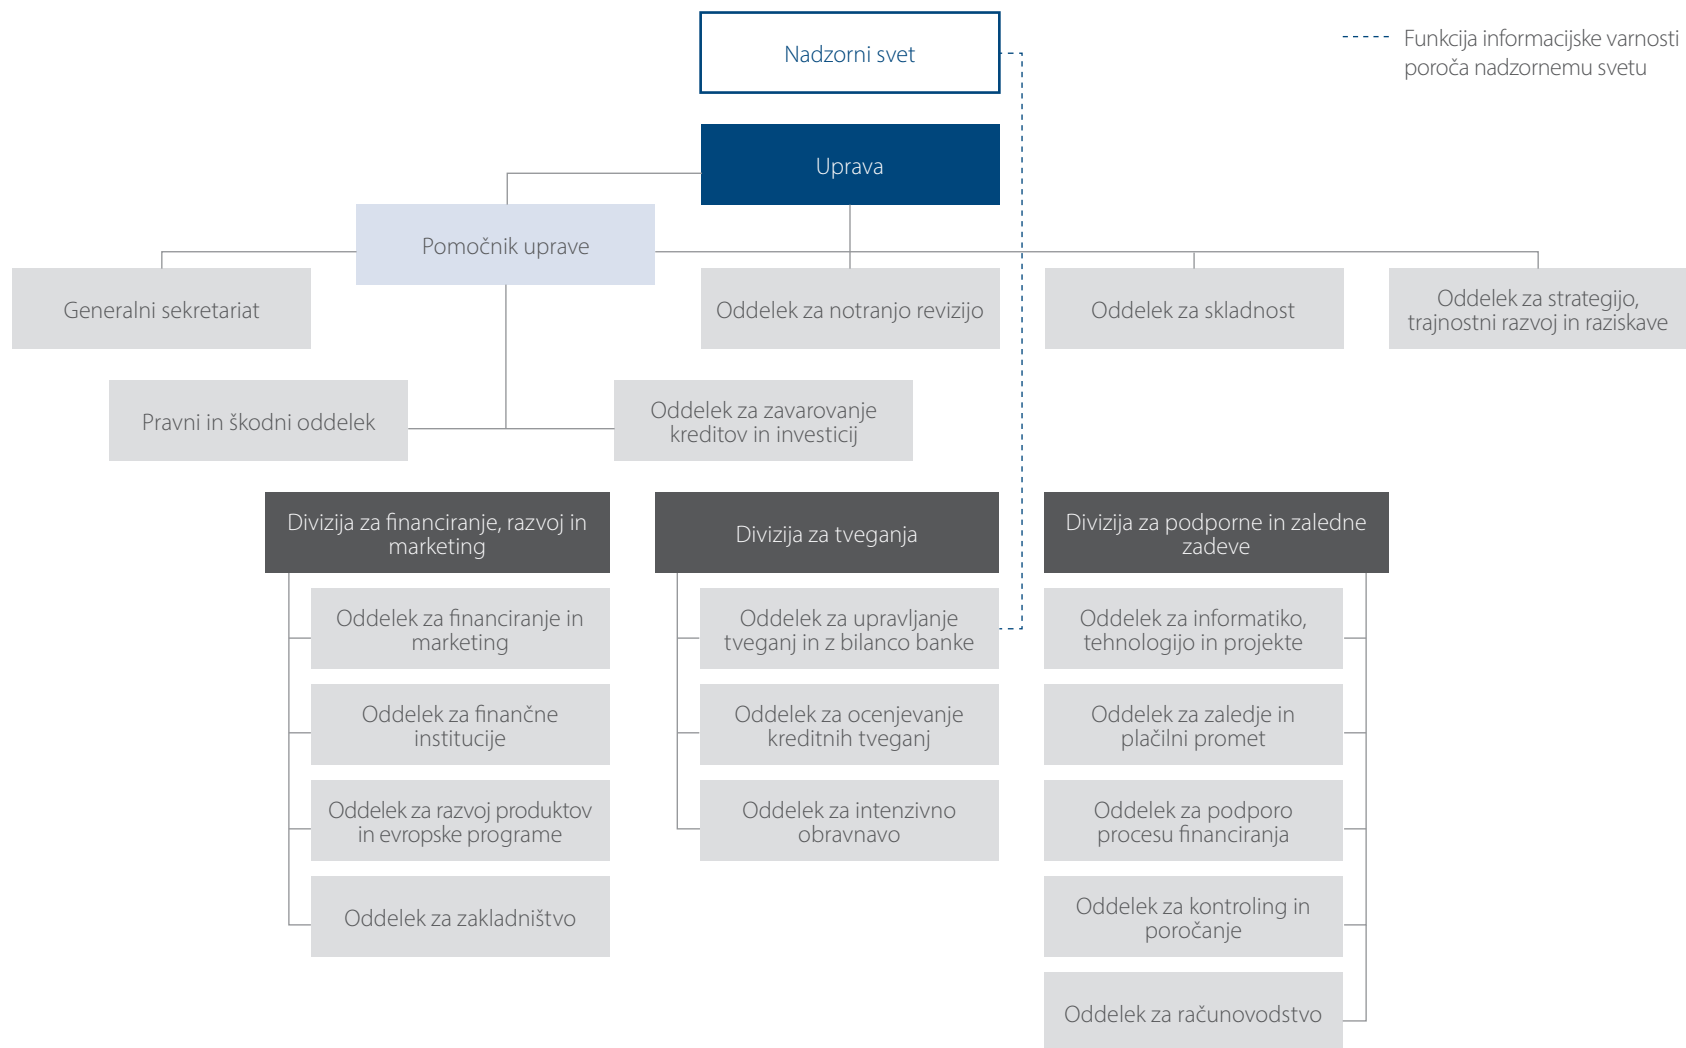 Nadzorni svet
Funkcija informacijske varnosti
poroča nadzornemu svetu
Uprava
Pomočnik uprave
Generalni sekretariat
Oddelek za notranjo revizijo
Oddelek za skladnost
Oddelek za strategijo,
trajnostni razvoj in raziskave
Pravni in škodni oddelek
Oddelek za zavarovanje
kreditov in investicij
Divizija za financiranje, razvoj in
marketing
Oddelek za financiranje in
marketing
Oddelek za finančne
institucije
Oddelek za razvoj produktov
in evropske programe
Oddelek za zakladništvo
Divizija za tveganja
Oddelek za upravljanje
tveganj in z bilanco banke
Oddelek za ocenjevanje
kreditnih tveganj
Oddelek za intenzivno
obravnavo
Divizija za podporne in zaledne
zadeve
Oddelek za informatiko,
tehnologijo in projekte
Oddelek za zaledje in
plačilni promet
Oddelek za podporo
procesu financiranja
Oddelek za kontroling in
poročanje
Oddelek za računovodstvo